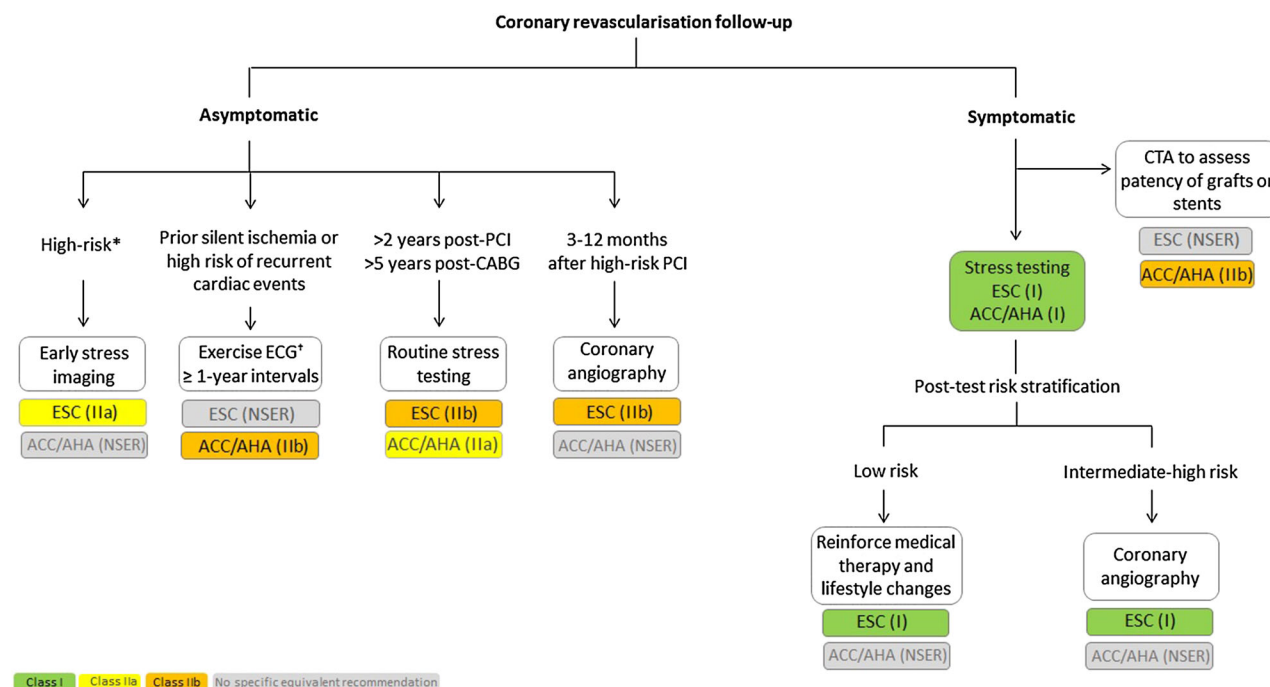 Coronary revascularisation follow-up
Asymptomatic
High-risk*
Early stress
imaging
ESC (IIa)
ACC/AHA (NSER)
Prior silent ischemia or
high risk of recurrent
cardiac events
Exercise ECG†
≥ 1-year intervals
ESC (NSER)
ACC/AHA (IIb)
>2 years post-PCI
>5 years post-CABG
Routine stress
testing
ESC (IIb)
ACC/AHA (IIa)
3-12 months
after high-risk PCI
Coronary
angiography
ESC (IIb)
ACC/AHA (NSER)
Symptomatic
CTA to assess
patency of grafts or
stents
ESC (NSER)
ACC/AHA (IIb)
Stress testing
ESC (I)
ACC/AHA (I)
Post-test risk stratification
Low risk
Reinforce medical
therapy and
lifestyle changes
ESC (I)
ACC/AHA (NSER)
Intermediate-high risk
Coronary
angiography
ESC (I)
ACC/AHA (NSER)
Class I Class IIa Class IIb No specific equivalent recommendation